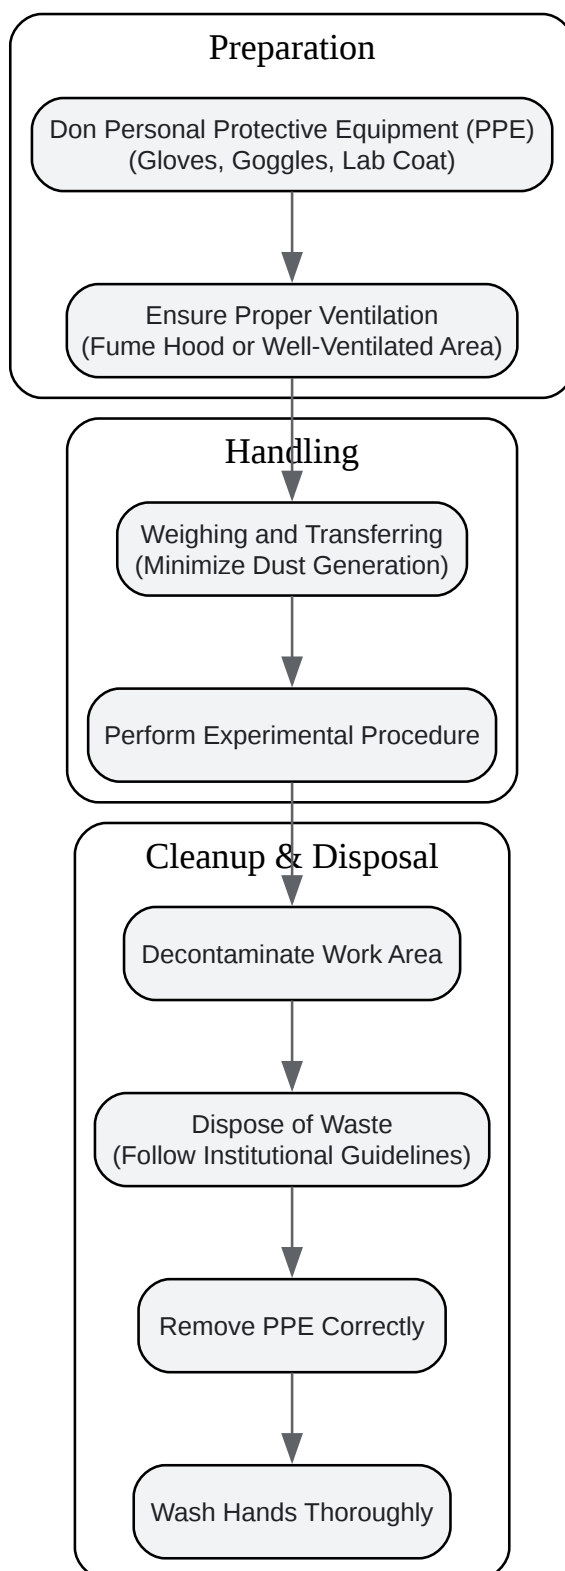 Preparation
Don Personal Protective Equipment (PPE)
(Gloves, Goggles, Lab Coat)
Ensure Proper Ventilation
(Fume Hood or Well-Ventilated Area)
Handling
Weighing and Transferring
(Minimize Dust Generation)
Perform Experimental Procedure
Cleanup & Disposal
Decontaminate Work Area
Dispose of Waste
(Follow Institutional Guidelines)
Remove PPE Correctly
Wash Hands Thoroughly